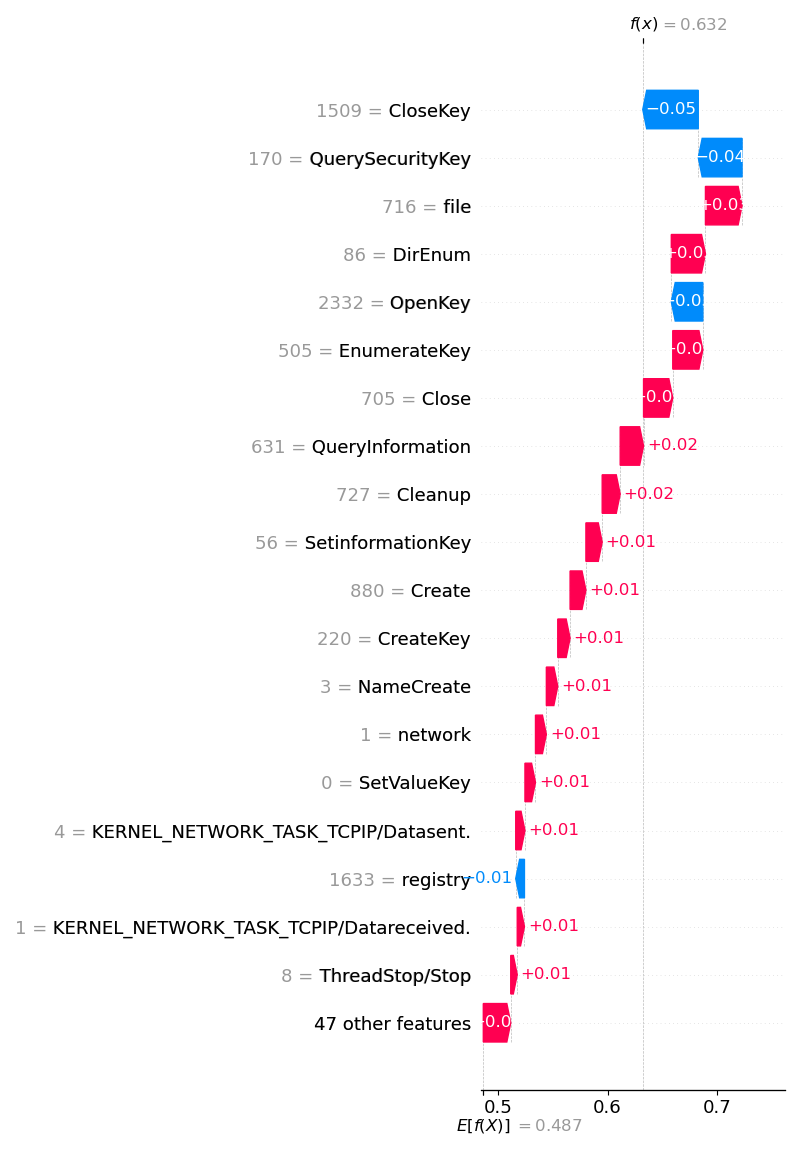 f(x) = 0.632
1509 = CloseKey −0.05
170 = QuerySecurityKey −0.04
716 = file
86 = DirEnum
2332 = OpenKey
505 = EnumerateKey
705 = Close
631 = QueryInformation +0.02
727 = Cleanup +0.02
56 = SetinformationKey +0.01
880 = Create +0.01
220 = CreateKey +0.01
3 = NameCreate +0.01
1 = network +0.01
0 = SetValueKey +0.01
4 = KERNEL_NETWORK_TASK_TCPIP/Datasent. +0.01
1633 = registry −0.01
1 = KERNEL_NETWORK_TASK_TCPIP/Datareceived. +0.01
8 = ThreadStop/Stop +0.01
47 other features
0.5 0.6 0.7
E[f(X)] = 0.487